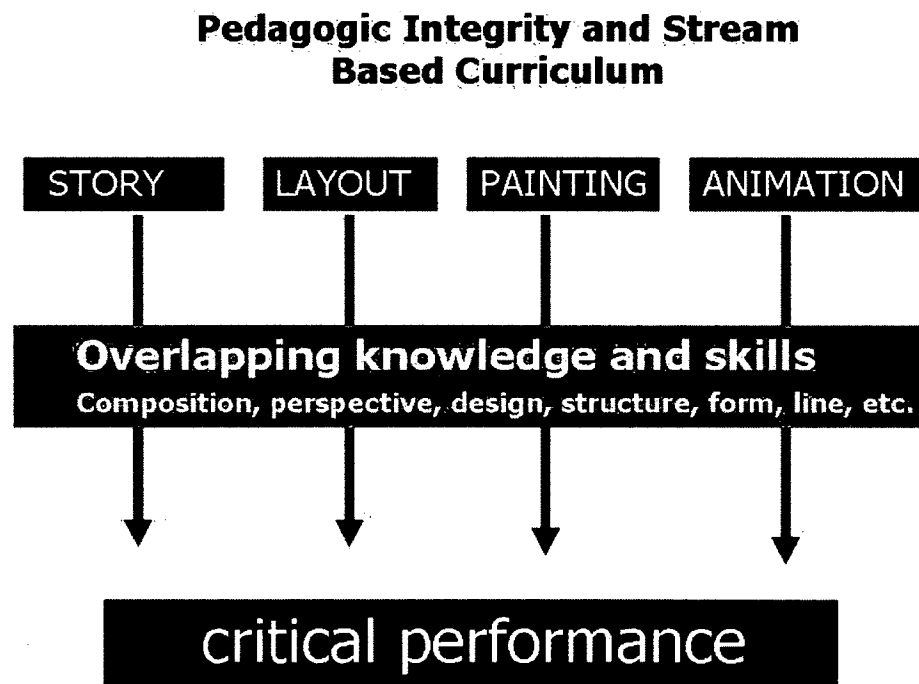 Pedagogic Integrity and Stream
Based Curriculum
STORY
LAYOUT
PAINTING
ANIMATION
Overlapping knowledge and skills
Composition, perspective, design, structure, form, line, etc.
critical performance